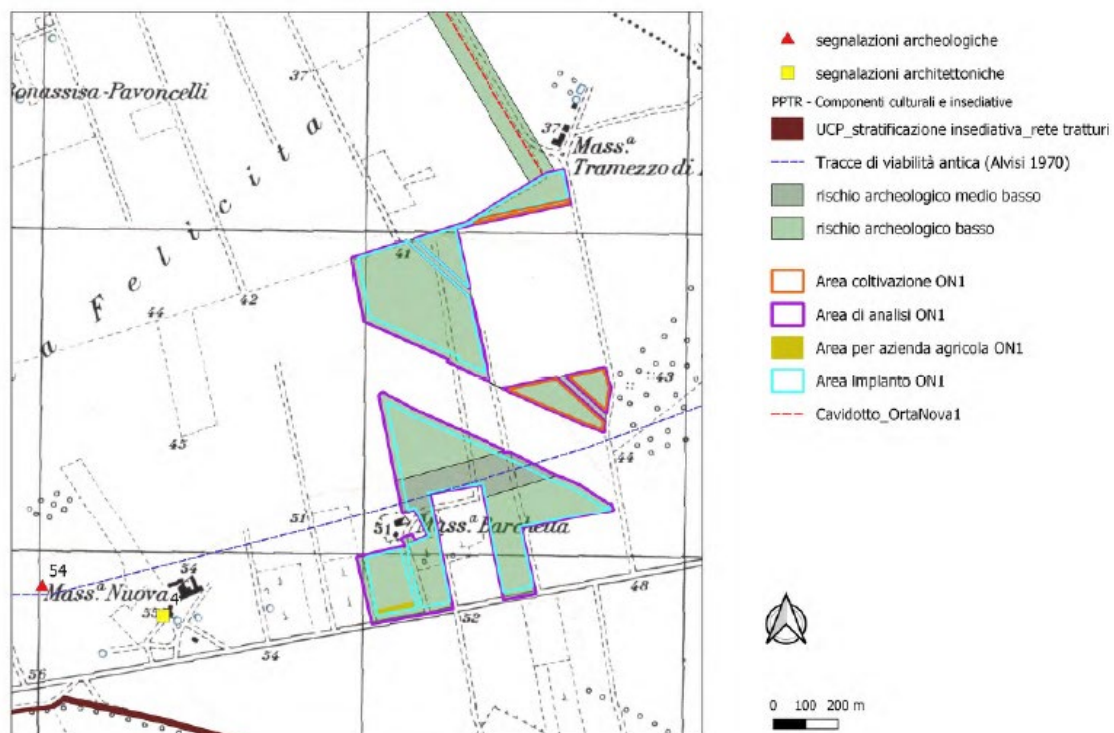 37
onassisa-Pavoncelli
a Felicita
37
Mass.ª
Tramezzo di
41
42
44
45
43
44
51
51
Mass.ª Barchetta
54
54
Mass.ª Nuova
4
55
52
48
54
56
segnalazioni archeologiche
segnalazioni architettoniche
PPTR - Componenti culturali e insediative
UCP_stratificazione insediativa_rete tratturi
Tracce di viabilità antica (Alvisi 1970)
rischio archeologico medio basso
rischio archeologico basso
Area coltivazione ON1
Area di analisi ON1
Area per azienda agricola ON1
Area impianto ON1
Cavidotto_OrtaNova1
0 100 200 m